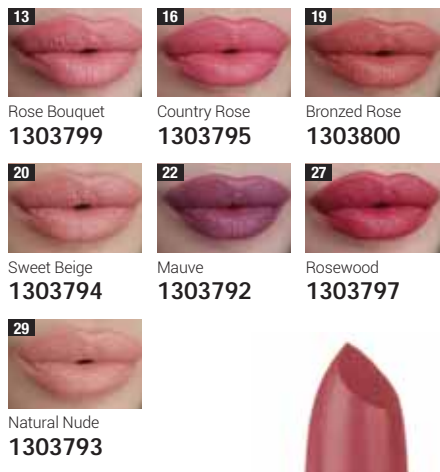 13
Rose Bouquet
1303799
16
Country Rose
1303795
19
Bronzed Rose
1303800
20
Sweet Beige
1303794
22
Mauve
1303792
27
Rosewood
1303797
29
Natural Nude
1303793